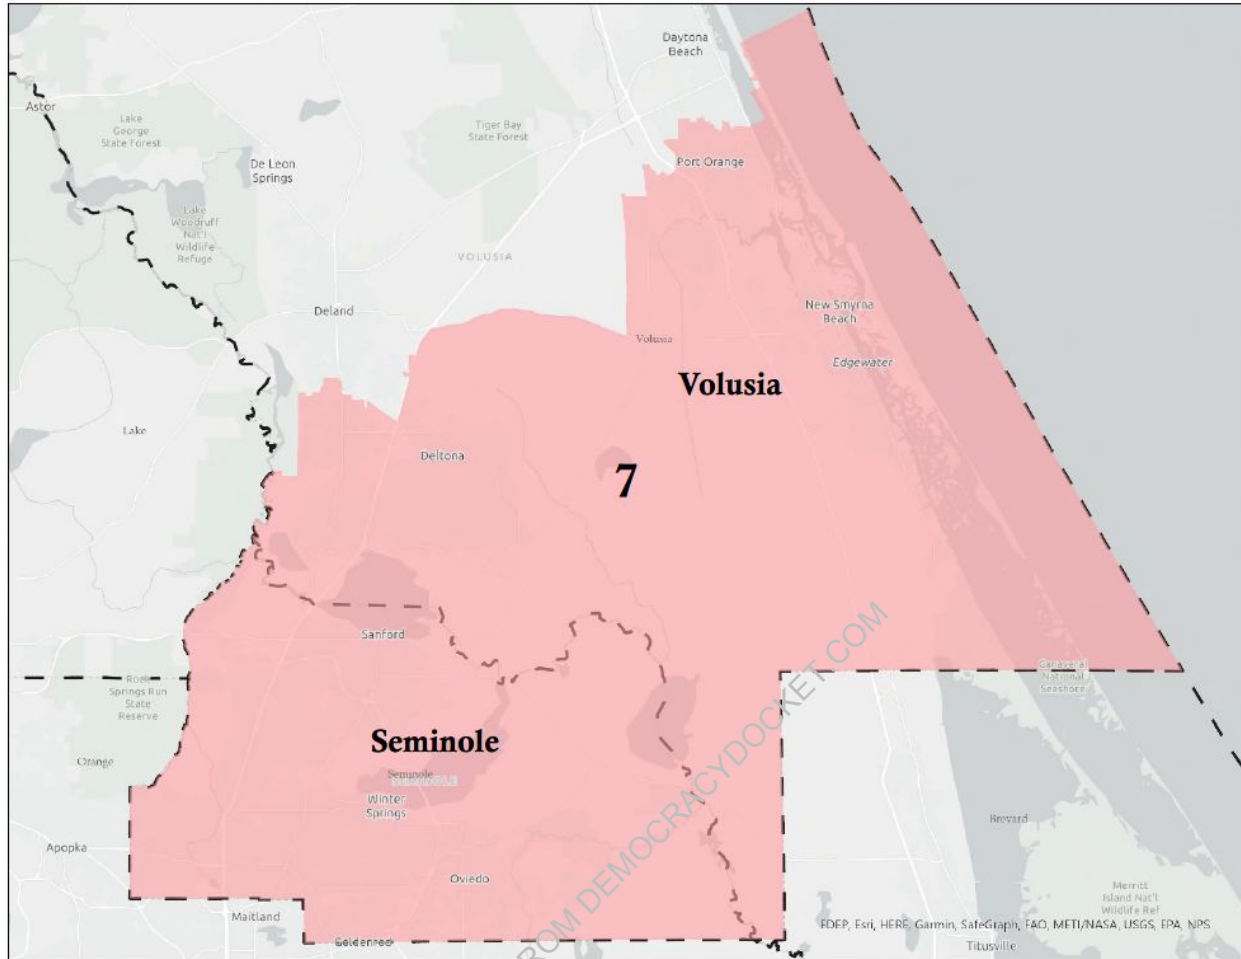 Daytona
Beach
Astor
Lake
George
State Forest
Tiger Bay
State Forest
De Leon
Springs
Port Orange
Lake
Woodruff
Nat'l
Wildlife
Refuge
VOLUSIA
Deland
New Smyrna
Beach
Volusia
Edgewater
Volusia
Lake
Deltona
7
Sanford
Rock
Springs Run
State
Reserve
Canaveral
National
Seashore
Seminole
Orange
Seminole
Winter
Springs
Apopka
Brevard
Oviedo
Merritt
Island Nat'l
Wildlife Ref
Maitland
FDEP, Esri, HERE, Garmin, SafeGraph, FAO, METI/NASA, USGS, EPA, NPS
Goldenrod
Titusville
ROM DEMOCRACYDOCKET.COM